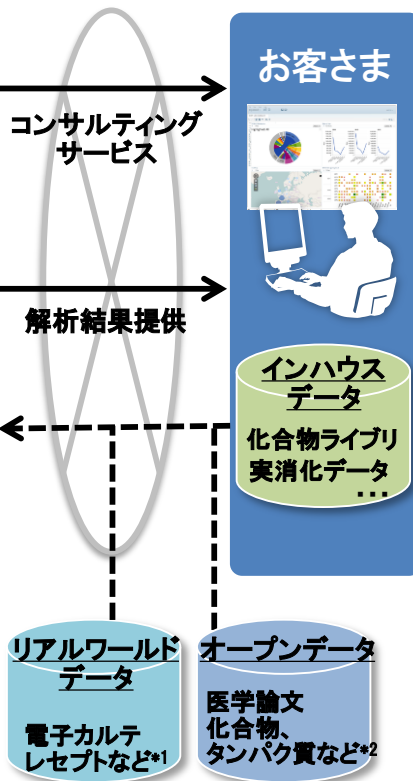 お客さま
コンサルティング
サービス
解析結果提供
インハウス
データ
化合物ライブリ
実消化データ
...
リアルワールド
データ
電子カルテ
レセプトなど*1
オープンデータ
医学論文
化合物、
タンパク質など*2